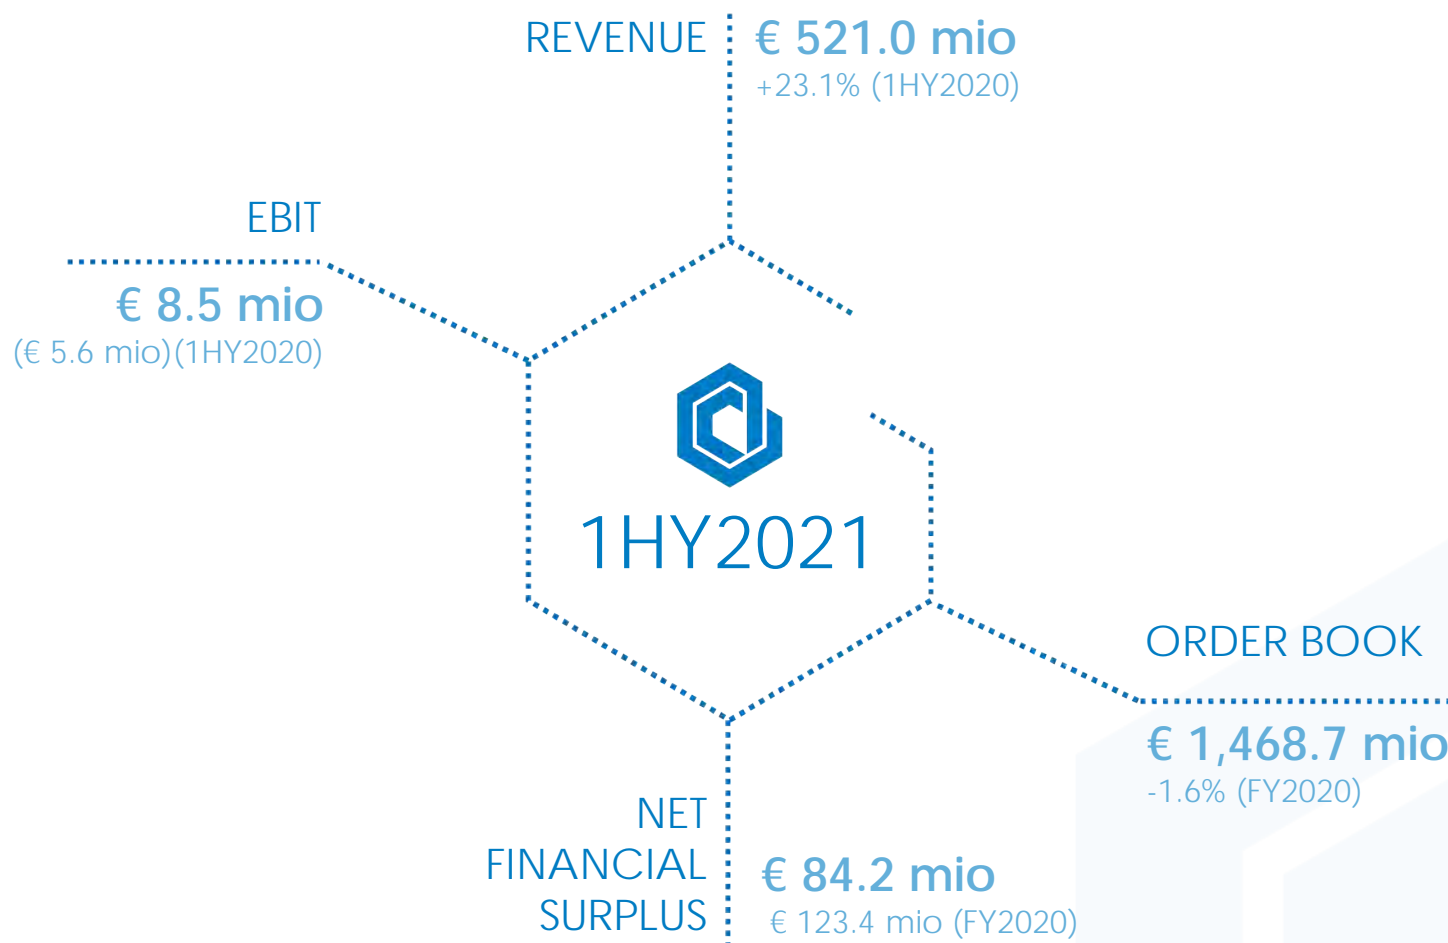 REVENUE
€ 521.0 mio
+23.1% (1HY2020)
EBIT
€ 8.5 mio
(€ 5.6 mio)(1HY2020)
1HY2021
ORDER BOOK
€ 1,468.7 mio
-1.6% (FY2020)
NET
FINANCIAL
SURPLUS
€ 84.2 mio
€ 123.4 mio (FY2020)